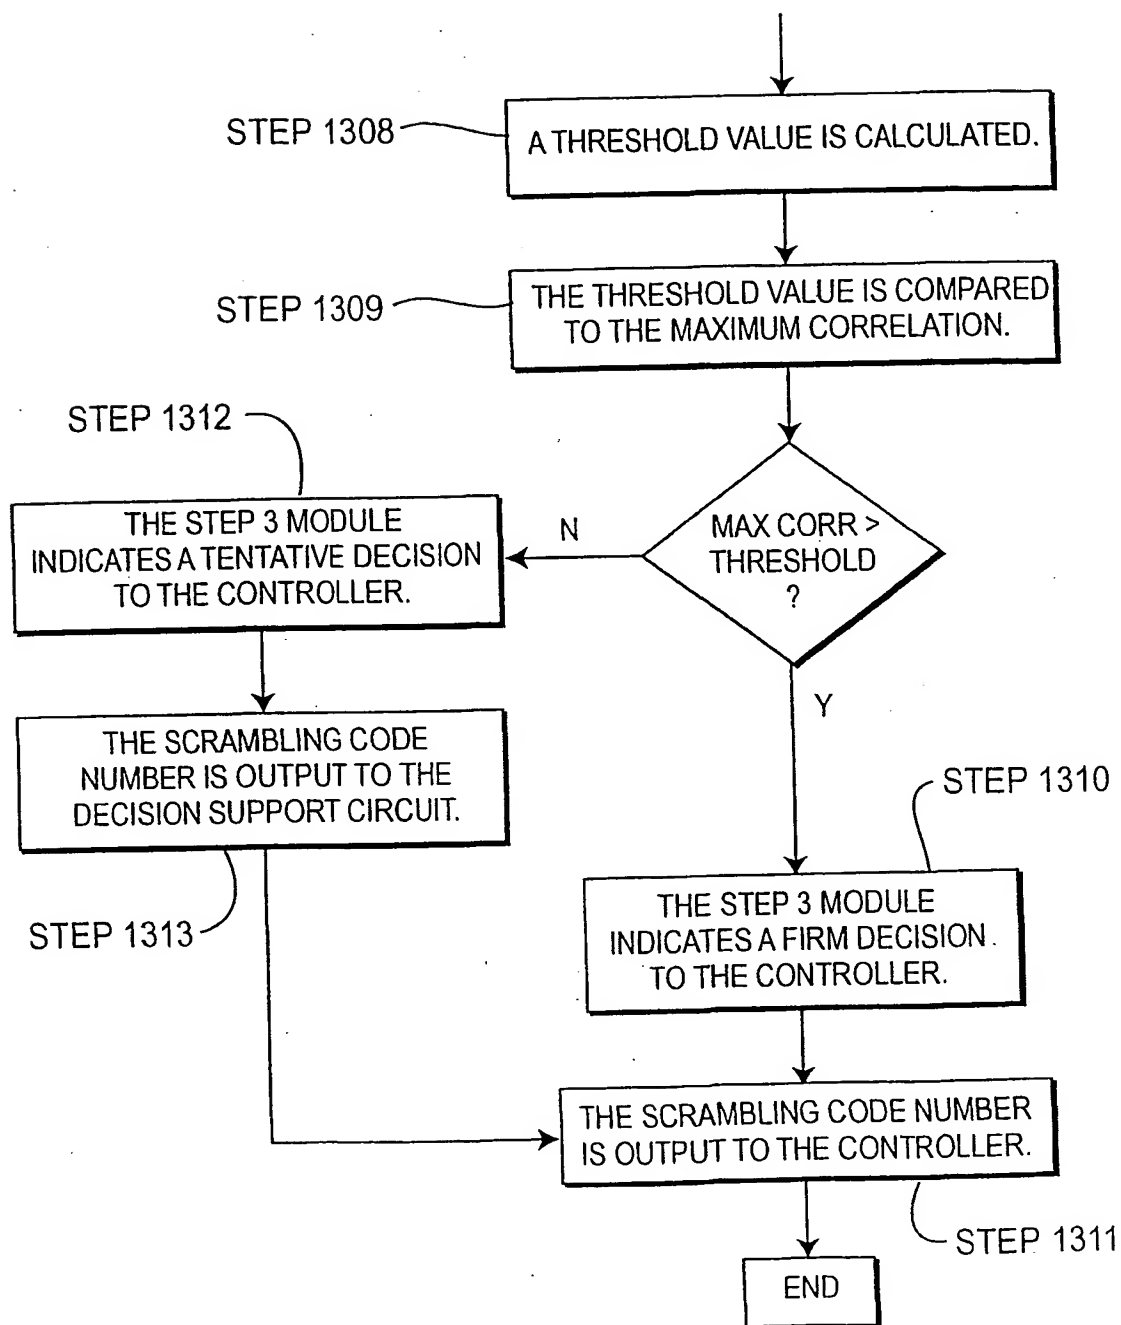 STEP 1308
A THRESHOLD VALUE IS CALCULATED.
STEP 1309
THE THRESHOLD VALUE IS COMPARED
TO THE MAXIMUM CORRELATION.
STEP 1312
THE STEP 3 MODULE
INDICATES A TENTATIVE DECISION
TO THE CONTROLLER.
N
MAX CORR >
THRESHOLD
?
Y
THE SCRAMBLING CODE
NUMBER IS OUTPUT TO THE
DECISION SUPPORT CIRCUIT.
STEP 1313
STEP 1310
THE STEP 3 MODULE
INDICATES A FIRM DECISION
TO THE CONTROLLER.
THE SCRAMBLING CODE NUMBER
IS OUTPUT TO THE CONTROLLER.
STEP 1311
END